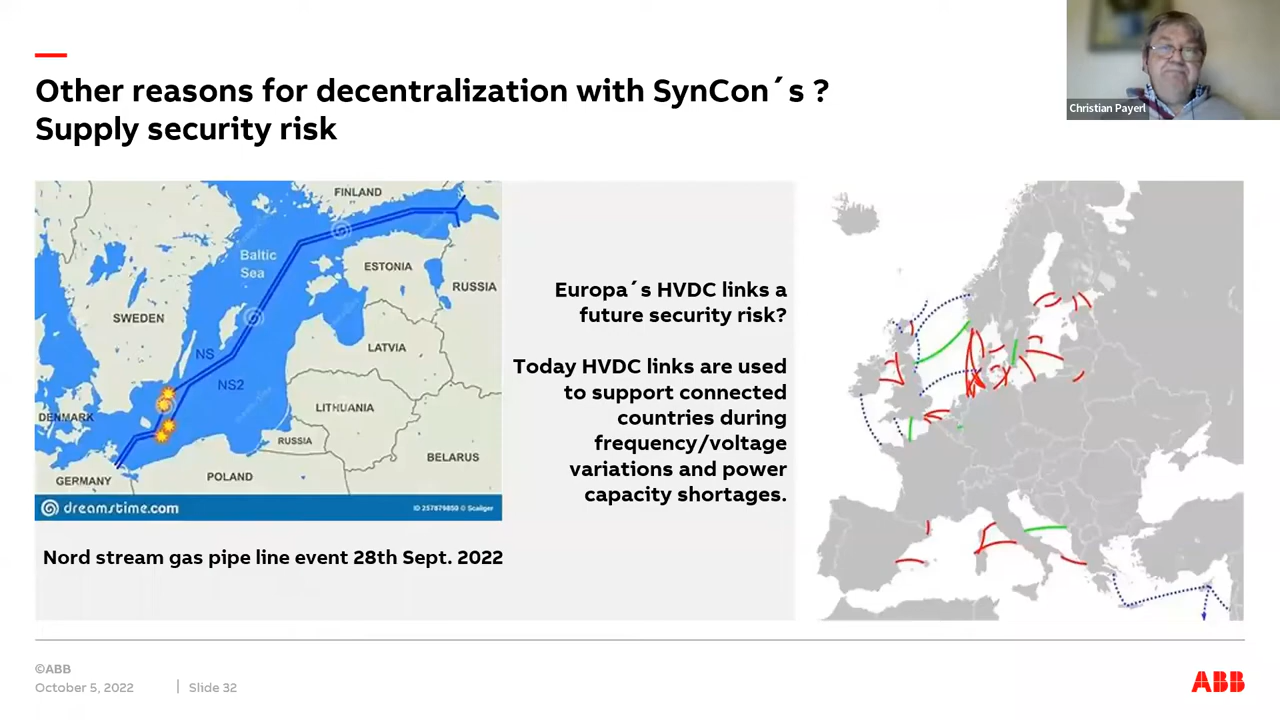 Christian Payerl
Other reasons for decentralization with SynCon´s ?
Supply security risk
FINLAND
Baltic
Sea
ESTONIA
RUSSIA
SWEDEN
LATVIA
NS
NS2
LITHUANIA
DENMARK
RUSSIA
BELARUS
POLAND
GERMANY
dreamstime.com
ID 257879850 © Scaliger
Nord stream gas pipe line event 28th Sept. 2022
Europa´s HVDC links a
future security risk?
Today HVDC links are used
to support connected
countries during
frequency/voltage
variations and power
capacity shortages.
©ABB
October 5, 2022
Slide 32
ABB